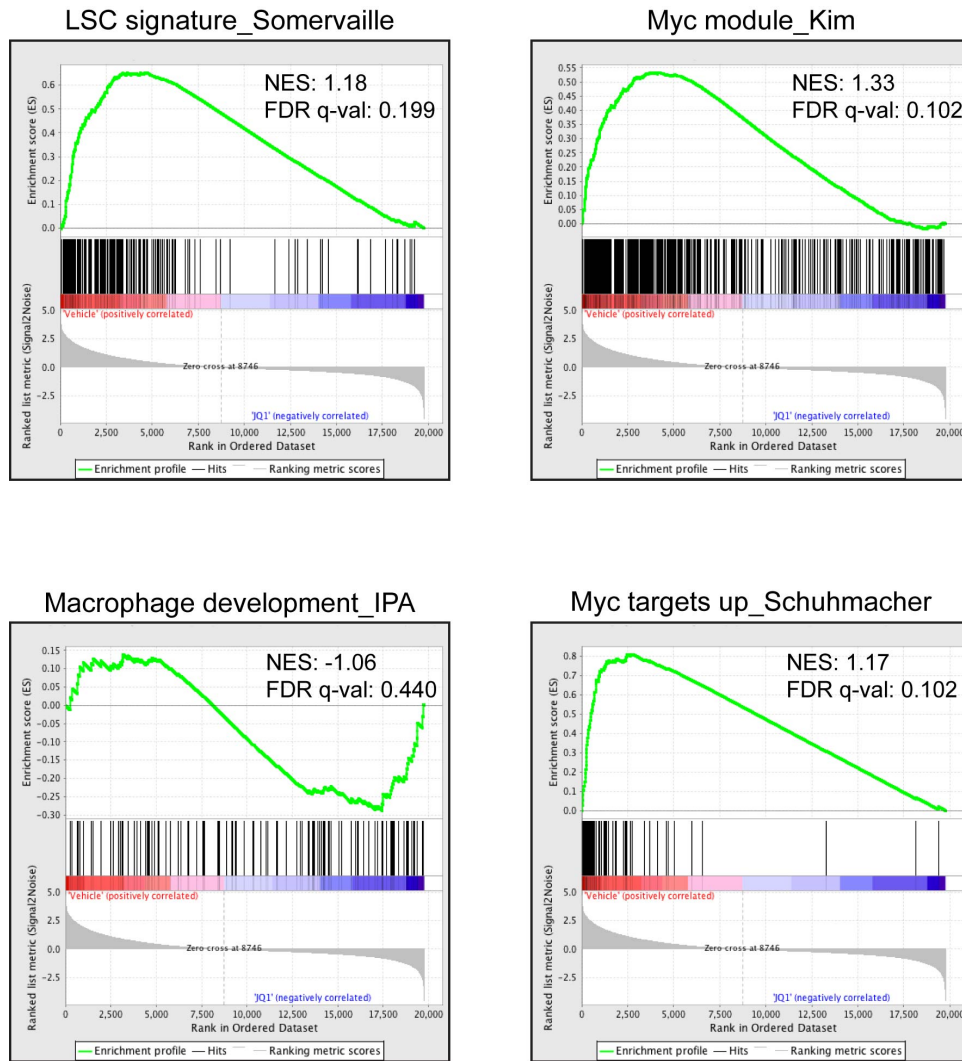 LSC signature_Somervaille
NES: 1.18
FDR q-val: 0.199
Enrichment score (ES)
0.6
0.5
0.4
0.3
0.2
0.1
0.0
'Vehicle' (positively correlated)
Ranked list metric (Signal2Noise)
5.0
2.5
0.0
-2.5
Zero cross at 8746
'JQ1' (negatively correlated)
0 2,500 5,000 7,500 10,000 12,500 15,000 17,500 20,000
Rank in Ordered Dataset
Enrichment profile Hits Ranking metric scores
Myc module_Kim
NES: 1.33
FDR q-val: 0.102
Enrichment score (ES)
0.55
0.50
0.45
0.40
0.35
0.30
0.25
0.20
0.15
0.10
0.05
0.00
'Vehicle' (positively correlated)
Ranked list metric (Signal2Noise)
5.0
2.5
0.0
-2.5
Zero cross at 8746
'JQ1' (negatively correlated)
0 2,500 5,000 7,500 10,000 12,500 15,000 17,500 20,000
Rank in Ordered Dataset
Enrichment profile Hits Ranking metric scores
Macrophage development_IPA
NES: -1.06
FDR q-val: 0.440
Enrichment score (ES)
0.15
0.10
0.05
0.00
-0.05
-0.10
-0.15
-0.20
-0.25
-0.30
'Vehicle' (positively correlated)
Ranked list metric (Signal2Noise)
5.0
2.5
0.0
-2.5
Zero cross at 8746
'JQ1' (negatively correlated)
0 2,500 5,000 7,500 10,000 12,500 15,000 17,500 20,000
Rank in Ordered Dataset
Enrichment profile Hits Ranking metric scores
Myc targets up_Schuhmacher
NES: 1.17
FDR q-val: 0.102
Enrichment score (ES)
0.8
0.7
0.6
0.5
0.4
0.3
0.2
0.1
0.0
'Vehicle' (positively correlated)
Ranked list metric (Signal2Noise)
5.0
2.5
0.0
-2.5
Zero cross at 8746
'JQ1' (negatively correlated)
0 2,500 5,000 7,500 10,000 12,500 15,000 17,500 20,000
Rank in Ordered Dataset
Enrichment profile Hits Ranking metric scores